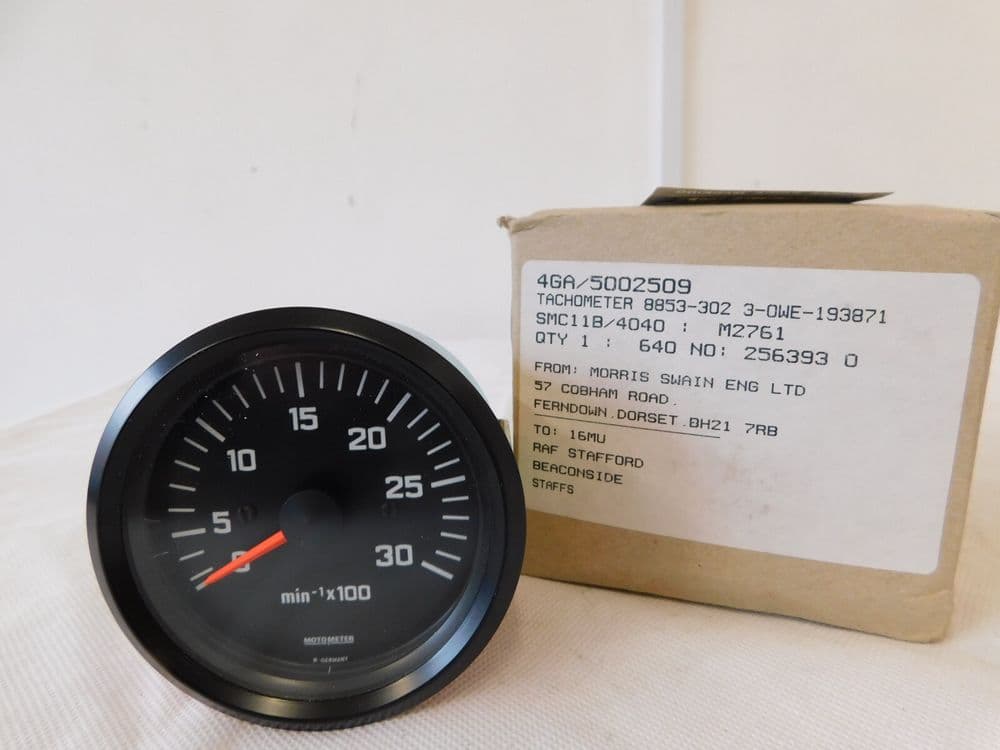 15
20
10
25
5
30
0
min⁻¹x100
MOTOMETER
GERMANY
4GA/5002509
TACHOMETER 8853-302 3-OWE-193871
SMC11B/4040 : M2761
QTY 1 : 640 NO: 256393 0
FROM: MORRIS SWAIN ENG LTD
57 COBHAM ROAD.
FERNDOWN.DORSET.BH21 7RB
TO: 16MU
RAF STAFFORD
BEACONSIDE
STAFFS